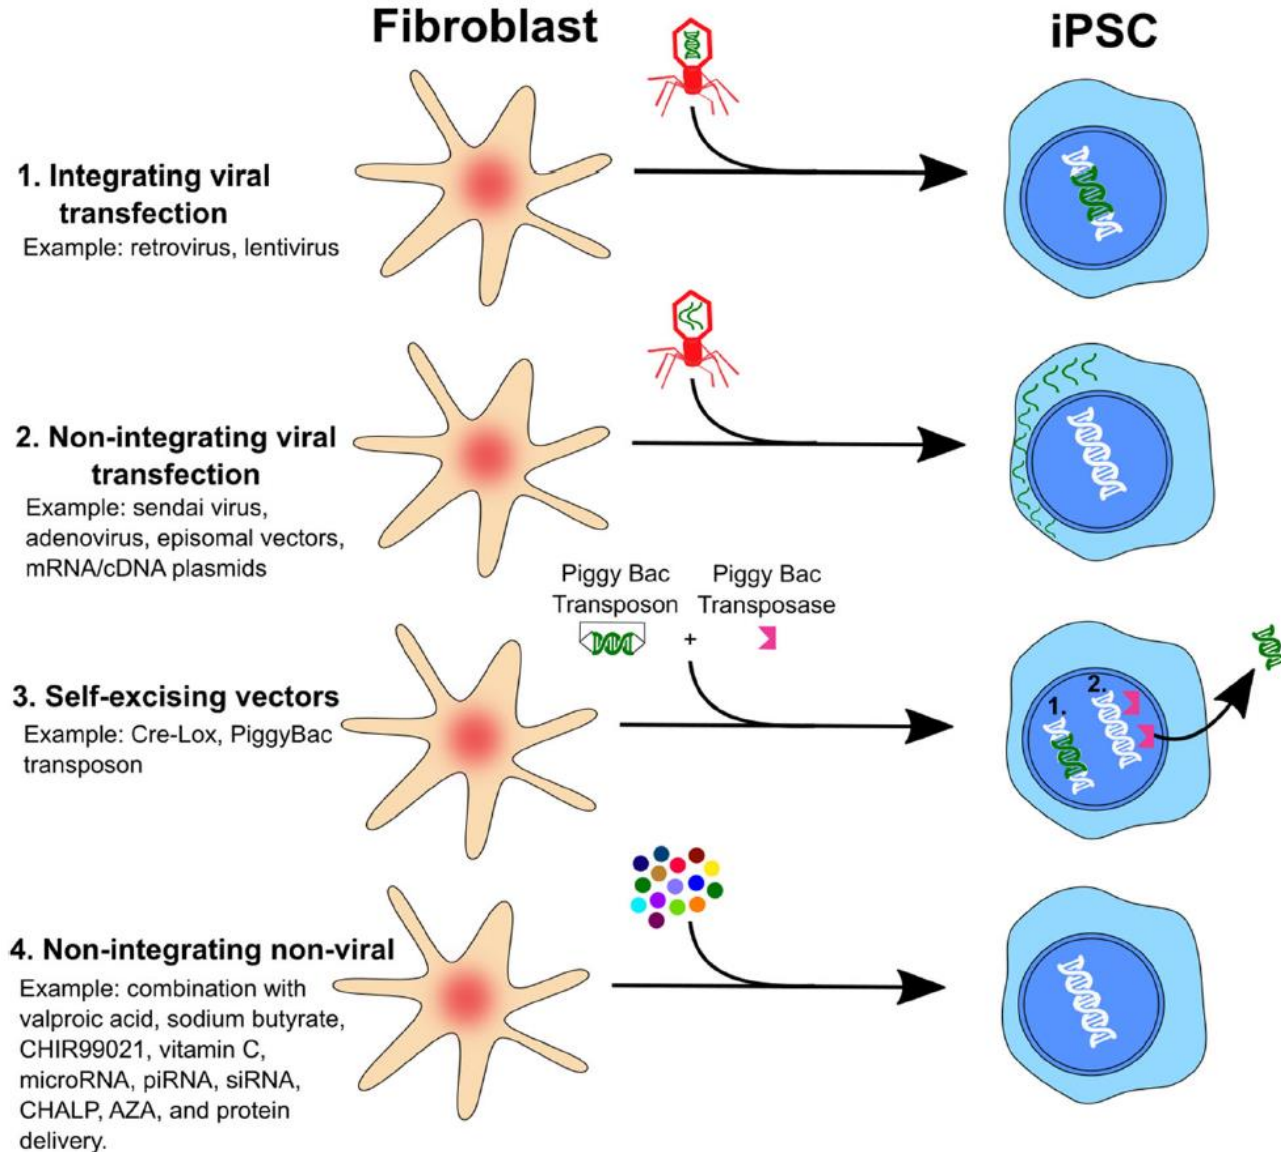 Fibroblast
iPSC
1. Integrating viral
transfection
Example: retrovirus, lentivirus
2. Non-integrating viral
transfection
Example: sendai virus,
adenovirus, episomal vectors,
mRNA/cDNA plasmids
Piggy Bac
Transposon
+
Piggy Bac
Transposase
3. Self-excising vectors
Example: Cre-Lox, PiggyBac
transposon
1.
2.
4. Non-integrating non-viral
Example: combination with
valproic acid, sodium butyrate,
CHIR99021, vitamin C,
microRNA, piRNA, siRNA,
CHALP, AZA, and protein
delivery.